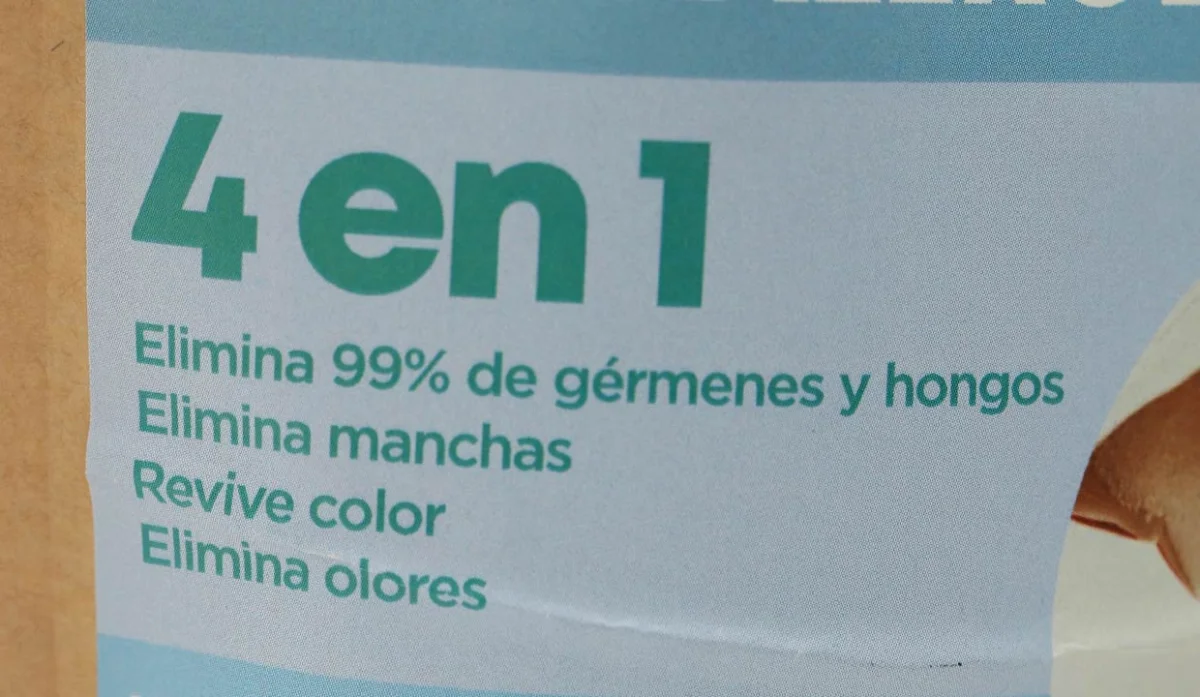 4 en 1
Elimina 99% de gérmenes y hongos
Elimina manchas
Revive color
Elimina olores